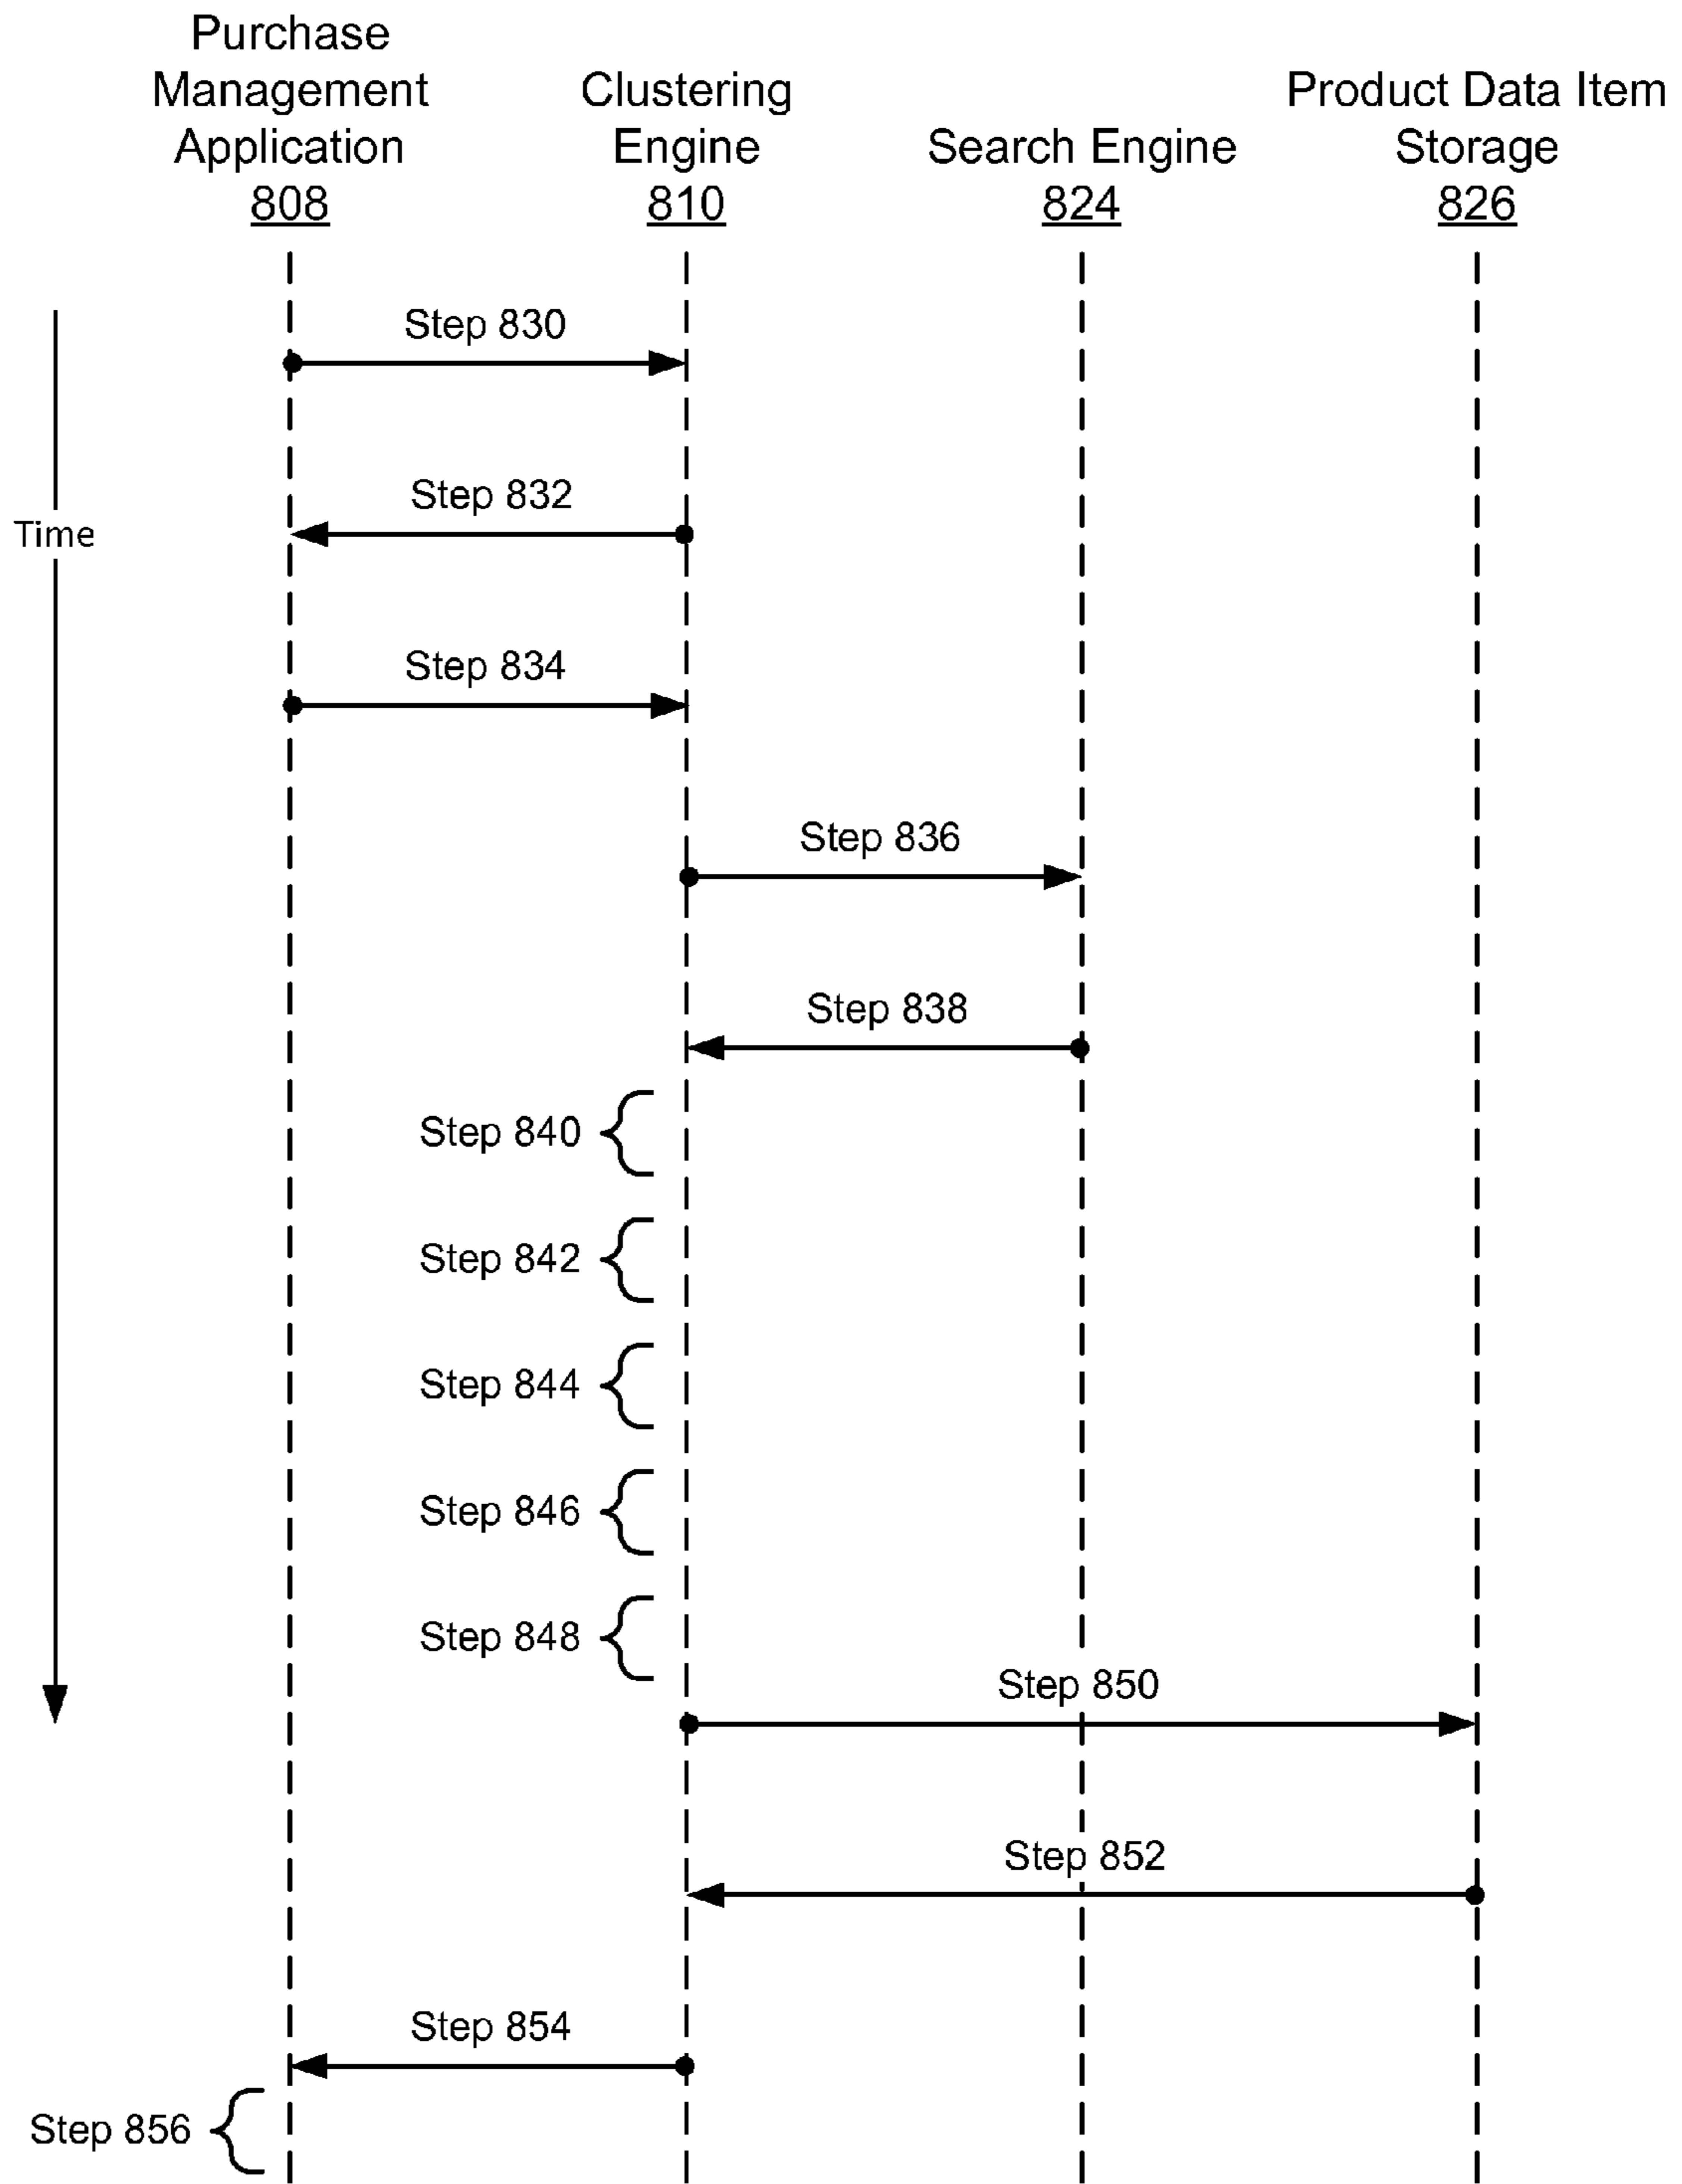 Purchase
Management
Application
808
Clustering
Engine
810
Search Engine
824
Product Data Item
Storage
826
Time
Step 830
Step 832
Step 834
Step 836
Step 838
Step 840
Step 842
Step 844
Step 846
Step 848
Step 850
Step 852
Step 854
Step 856